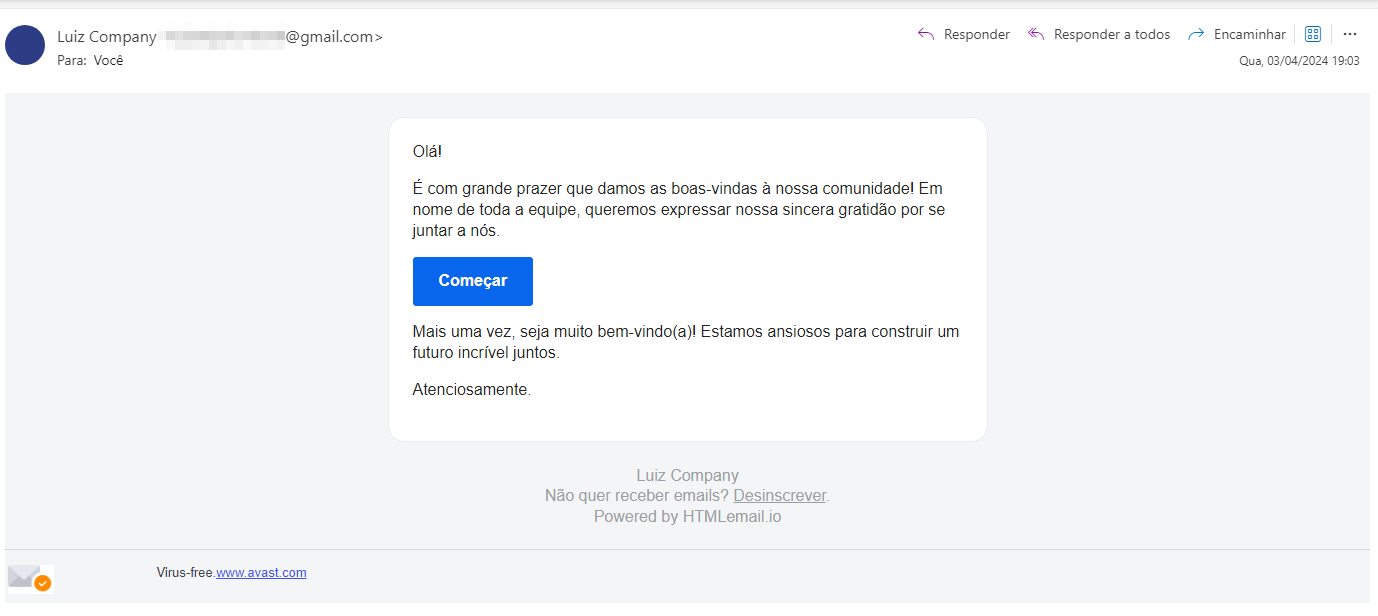 Luiz Company @gmail.com>
Para: Você
Responder
Responder a todos
Encaminhar
Qua, 03/04/2024 19:03
Olá!
É com grande prazer que damos as boas-vindas à nossa comunidade! Em
nome de toda a equipe, queremos expressar nossa sincera gratidão por se
juntar a nós.
Começar
Mais uma vez, seja muito bem-vindo(a)! Estamos ansiosos para construir um
futuro incrível juntos.
Atenciosamente.
Luiz Company
Não quer receber emails? Desinscrever.
Powered by HTMLemail.io
Virus-free.www.avast.com